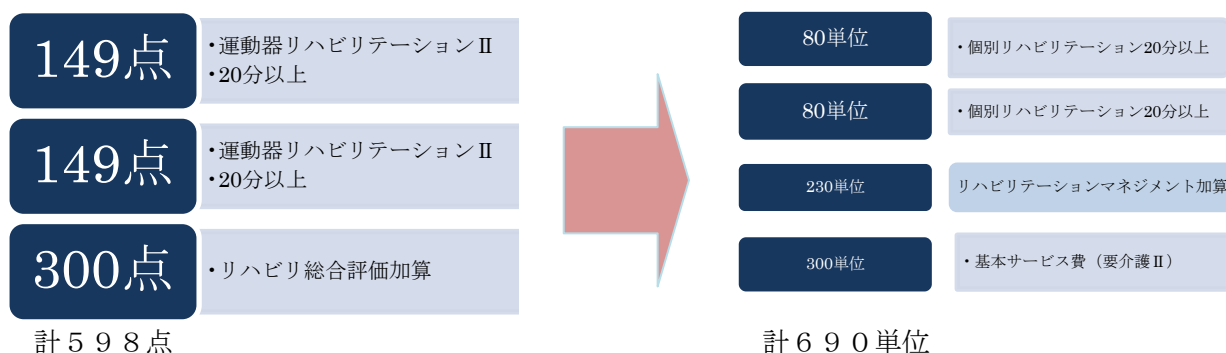 149点
・運動器リハビリテーションⅡ
・20分以上
149点
・運動器リハビリテーションⅡ
・20分以上
300点
・リハビリ総合評価加算
計598点
80単位
・個別リハビリテーション20分以上
80単位
・個別リハビリテーション20分以上
230単位
リハビリテーションマネジメント加算
300単位
・基本サービス費（要介護Ⅱ）
計690単位